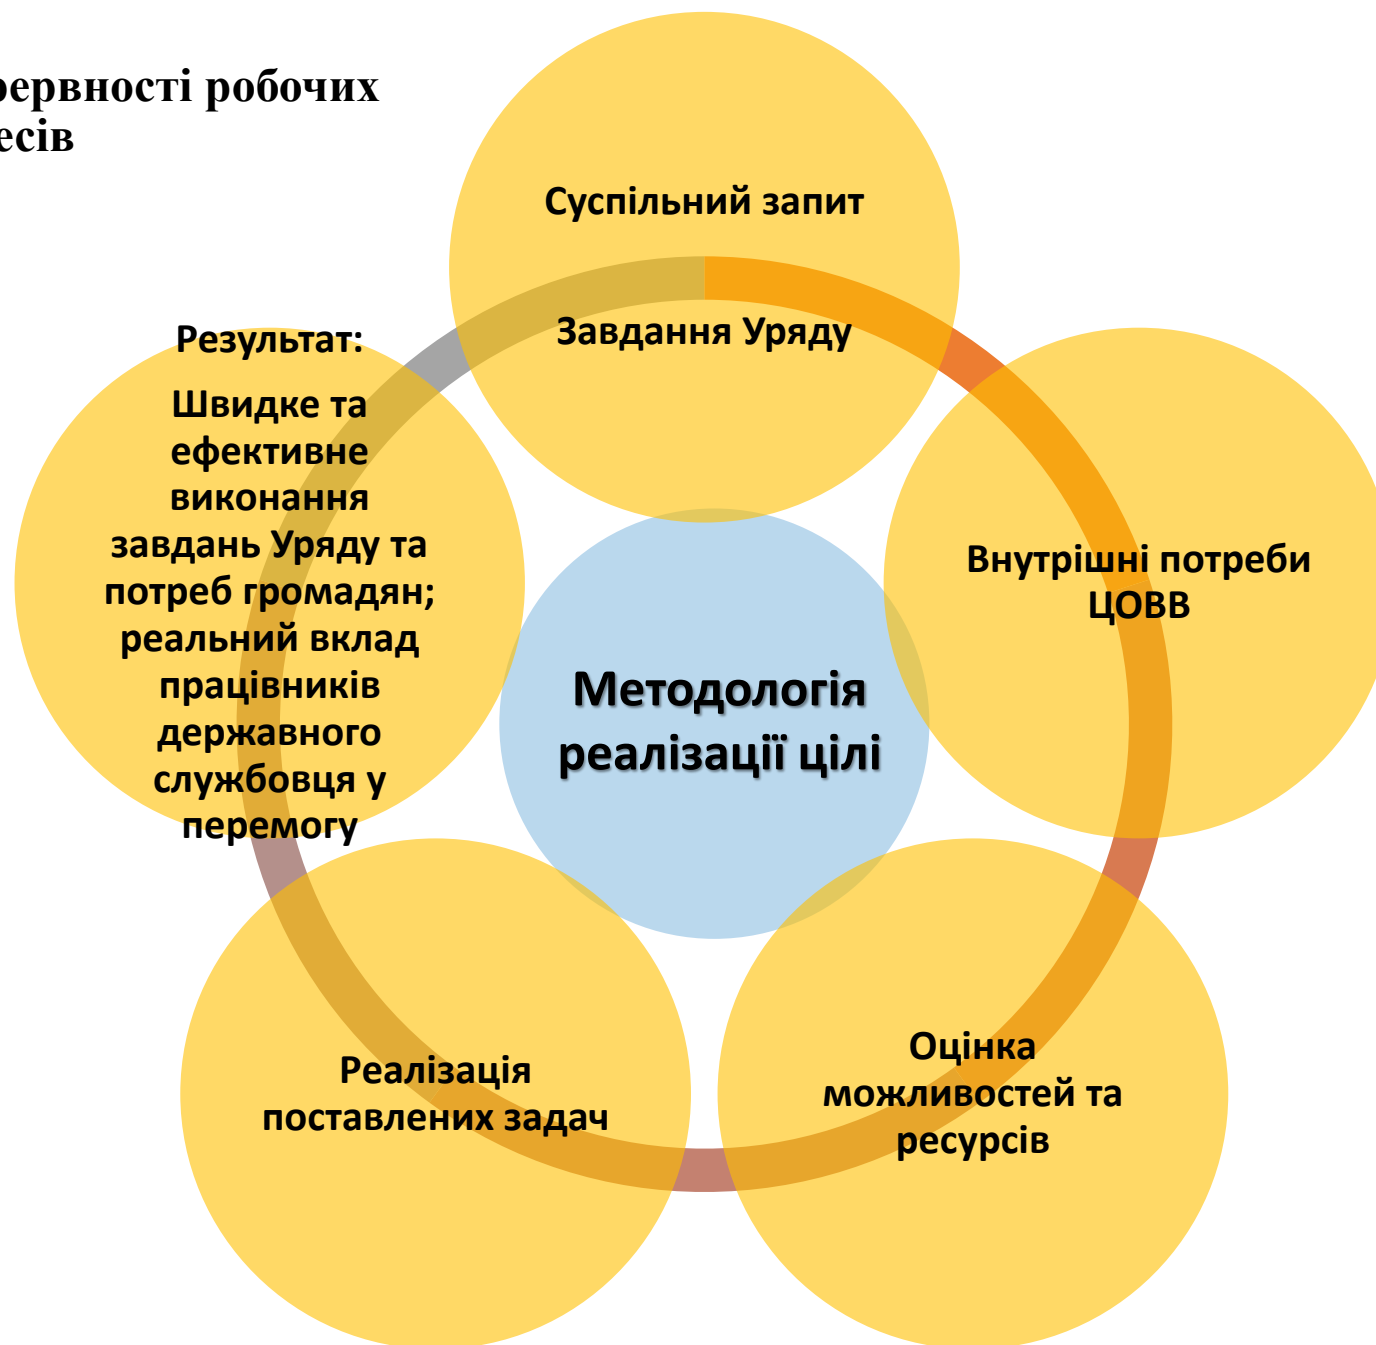 рервності робочих
есів
Суспільний запит
Завдання Уряду
Внутрішні потреби
ЦОВВ
Оцінка
можливостей та
ресурсів
Реалізація
поставлених задач
Результат:
Швидке та
ефективне
виконання
завдань Уряду та
потреб громадян;
реальний вклад
працівників
державного
службовця у
перемогу
Методологія
реалізації цілі